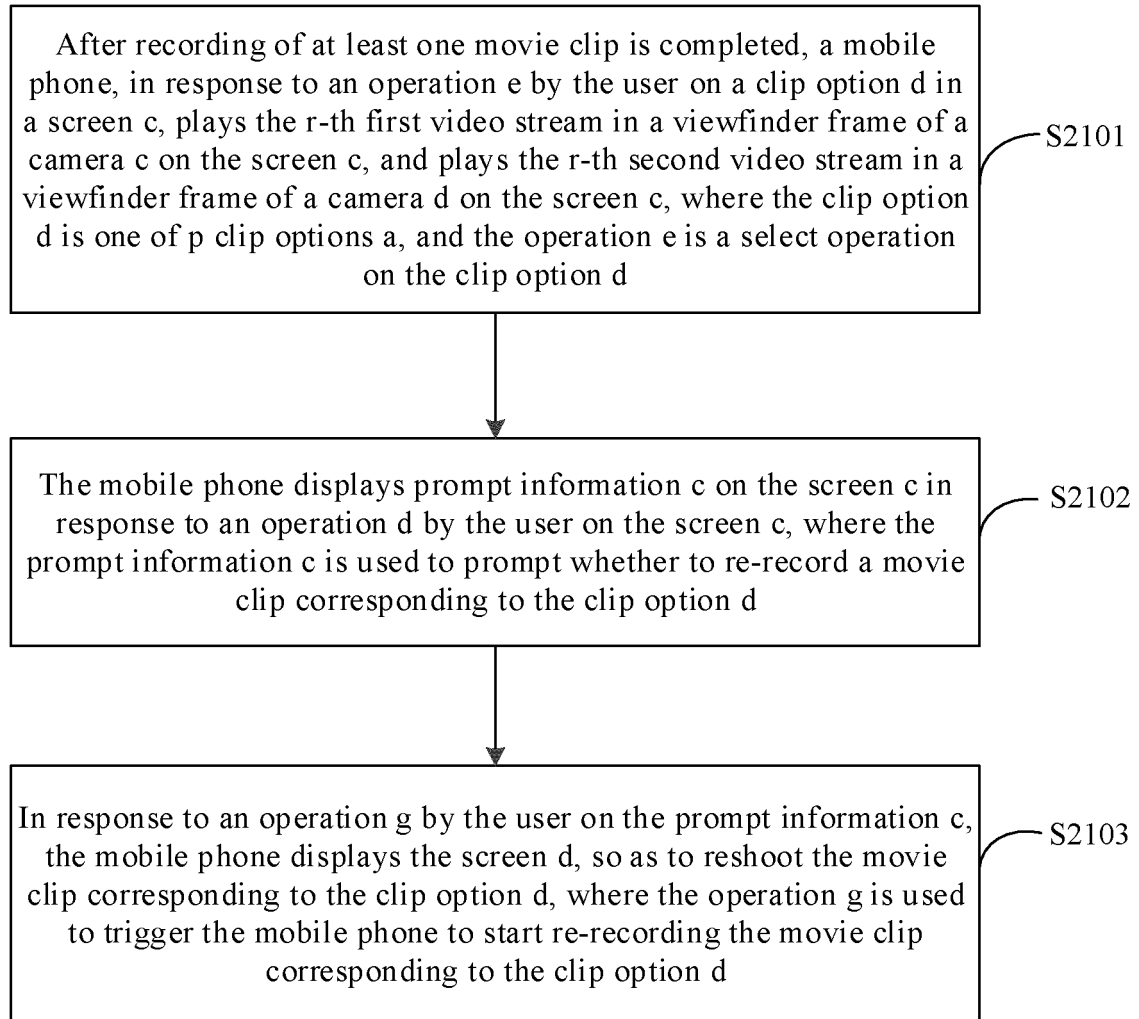 After recording of at least one movie clip is completed, a mobile
phone, in response to an operation e by the user on a clip option d in
a screen c, plays the r-th first video stream in a viewfinder frame of a
camera c on the screen c, and plays the r-th second video stream in a
viewfinder frame of a camera d on the screen c, where the clip option
d is one of p clip options a, and the operation e is a select operation
on the clip option d
S2101
The mobile phone displays prompt information c on the screen c in
response to an operation d by the user on the screen c, where the
prompt information c is used to prompt whether to re-record a movie
clip corresponding to the clip option d
S2102
In response to an operation g by the user on the prompt information c,
the mobile phone displays the screen d, so as to reshoot the movie
clip corresponding to the clip option d, where the operation g is used
to trigger the mobile phone to start re-recording the movie clip
corresponding to the clip option d
S2103